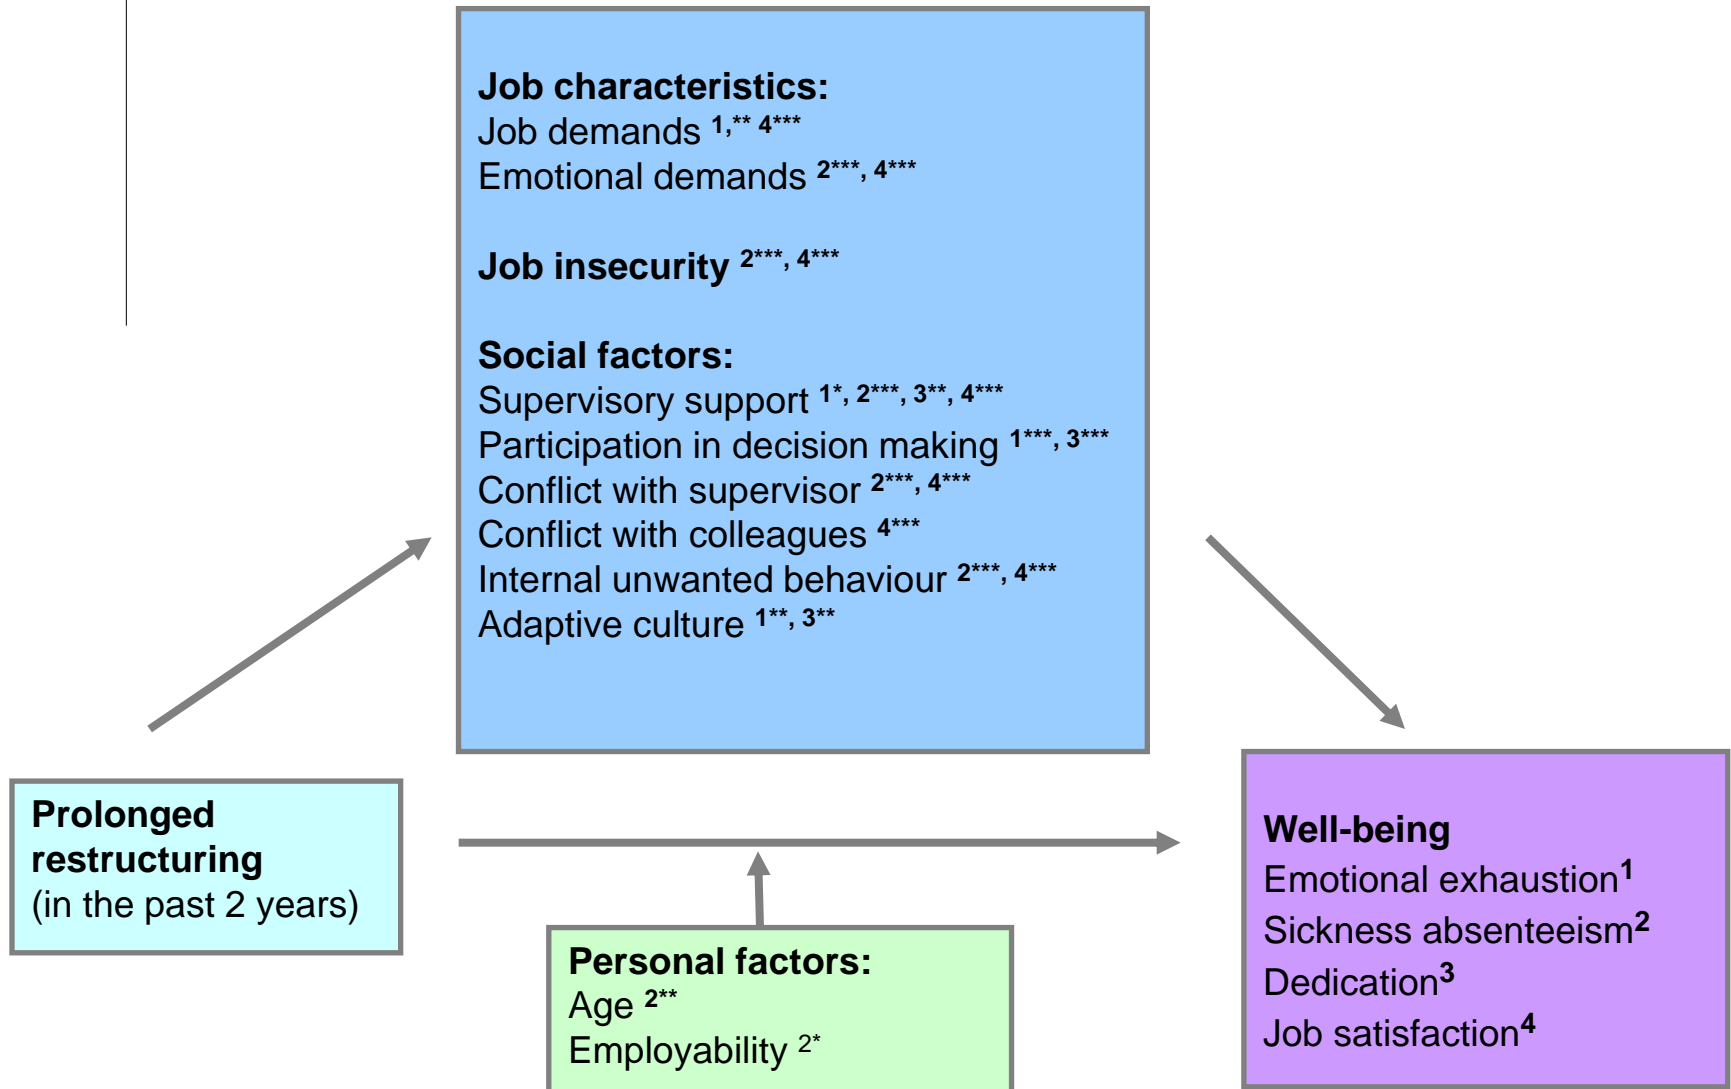 Job characteristics:
Job demands 1,** 4***
Emotional demands 2***, 4***
Job insecurity 2***, 4***
Social factors:
Supervisory support 1*, 2***, 3**, 4***
Participation in decision making 1***, 3***
Conflict with supervisor 2***, 4***
Conflict with colleagues 4***
Internal unwanted behaviour 2***, 4***
Adaptive culture 1**, 3**
Prolonged
restructuring
(in the past 2 years)
Personal factors:
Age 2**
Employability 2*
Well-being
Emotional exhaustion1
Sickness absenteeism2
Dedication3
Job satisfaction4